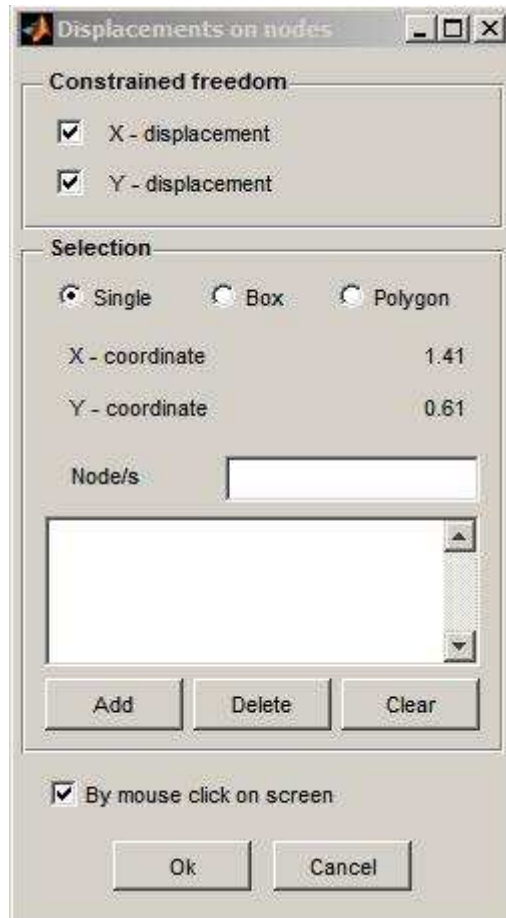 Displacements on nodes
Constrained freedom
X - displacement
Y - displacement
Selection
Single Box Polygon
X - coordinate 1.41
Y - coordinate 0.61
Node/s
Add Delete Clear
By mouse click on screen
Ok Cancel